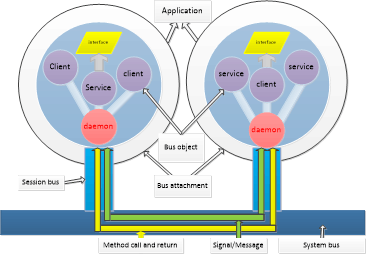 Application
interface
interface
Client
client
Service
service
service
client
daemon
daemon
Bus object
Session bus
Bus attachment
Method call and return
Signal/Message
System bus